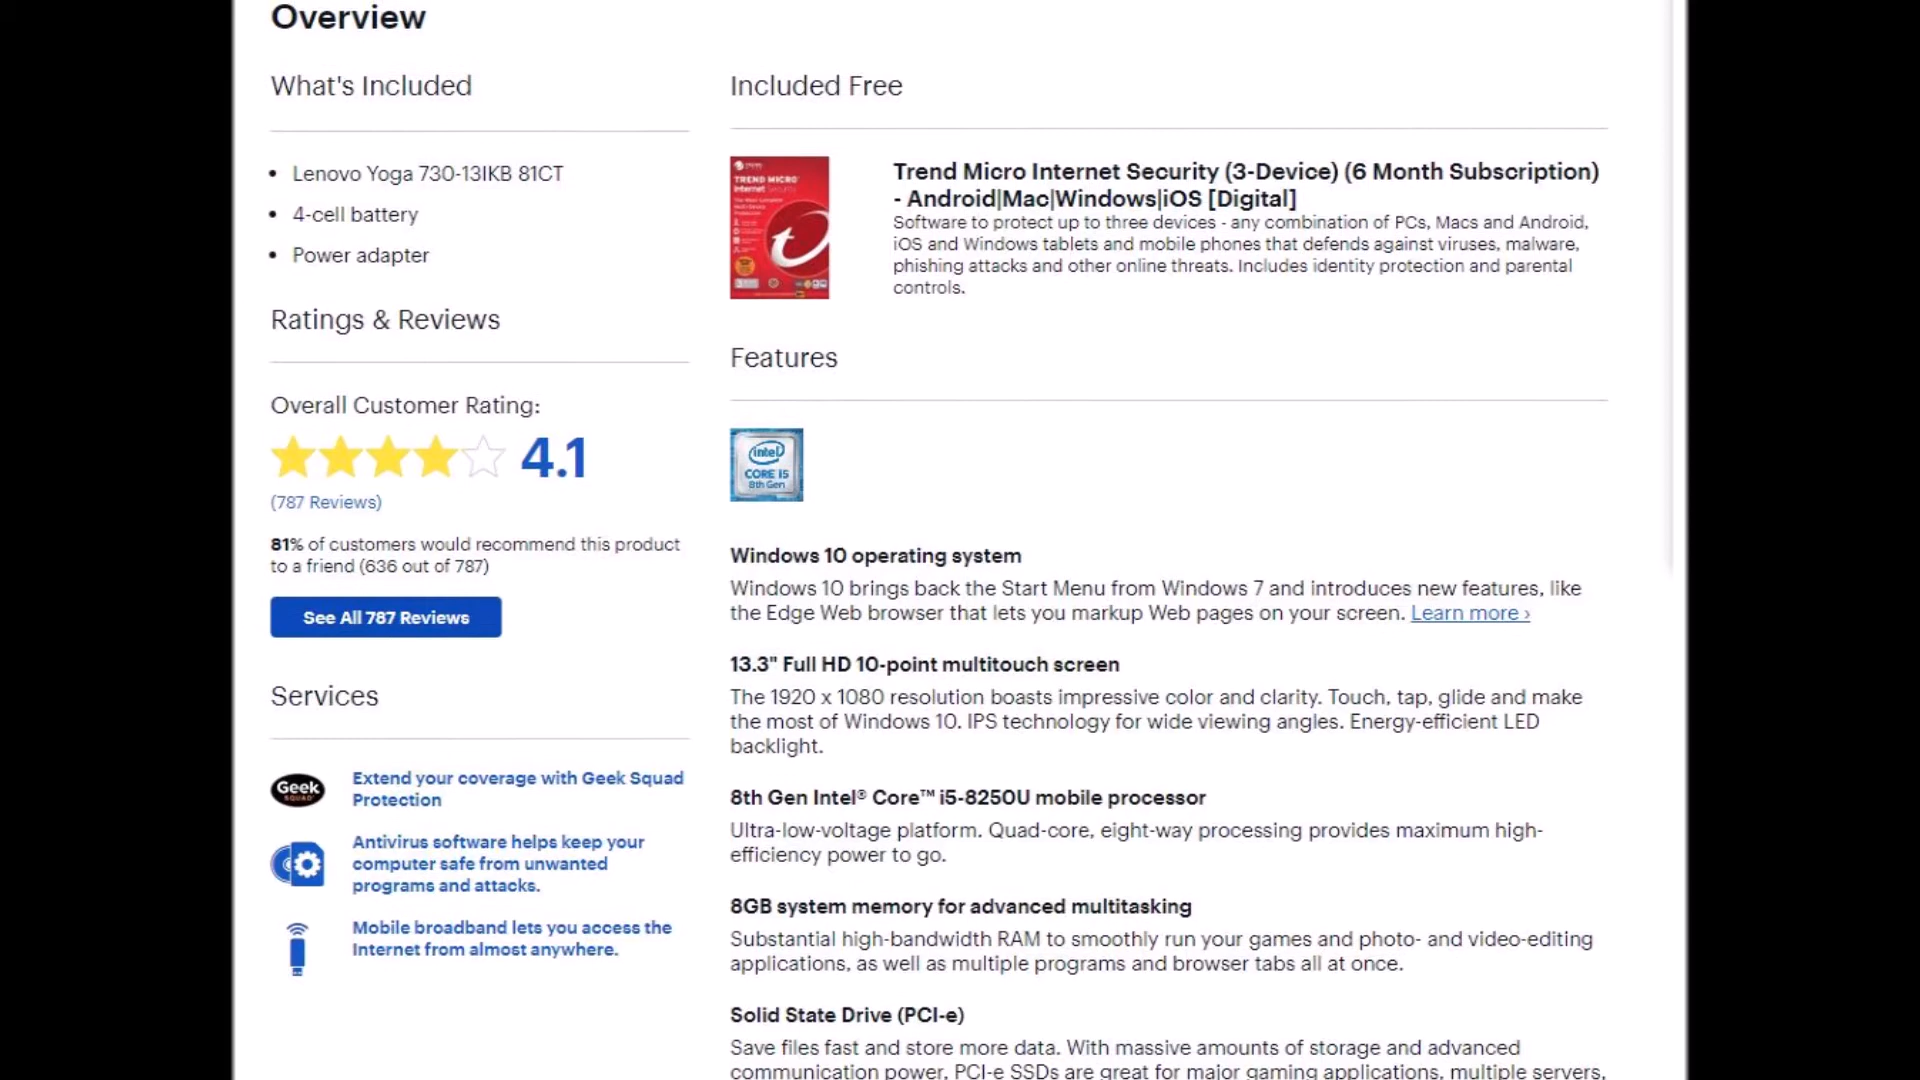 Overview
What's Included
Lenovo Yoga 730-13IKB 81CT
4-cell battery
Power adapter
Ratings & Reviews
Overall Customer Rating:
4.1
(787 Reviews)
81% of customers would recommend this product
to a friend (636 out of 787)
See All 787 Reviews
Services
Geek
SQUAD
Extend your coverage with Geek Squad
Protection
Antivirus software helps keep your
computer safe from unwanted
programs and attacks.
Mobile broadband lets you access the
Internet from almost anywhere.
Included Free
TREND MICRO
Internet Security
Trend Micro Internet Security (3-Device) (6 Month Subscription)
- Android|Mac|Windows|iOS [Digital]
Software to protect up to three devices - any combination of PCs, Macs and Android,
iOS and Windows tablets and mobile phones that defends against viruses, malware,
phishing attacks and other online threats. Includes identity protection and parental
controls.
Features
intel
CORE i5
8th Gen
Windows 10 operating system
Windows 10 brings back the Start Menu from Windows 7 and introduces new features, like
the Edge Web browser that lets you markup Web pages on your screen. Learn more ›
13.3" Full HD 10-point multitouch screen
The 1920 x 1080 resolution boasts impressive color and clarity. Touch, tap, glide and make
the most of Windows 10. IPS technology for wide viewing angles. Energy-efficient LED
backlight.
8th Gen Intel® Core™ i5-8250U mobile processor
Ultra-low-voltage platform. Quad-core, eight-way processing provides maximum high-
efficiency power to go.
8GB system memory for advanced multitasking
Substantial high-bandwidth RAM to smoothly run your games and photo- and video-editing
applications, as well as multiple programs and browser tabs all at once.
Solid State Drive (PCI-e)
Save files fast and store more data. With massive amounts of storage and advanced
communication power, PCI-e SSDs are great for major gaming applications, multiple servers,